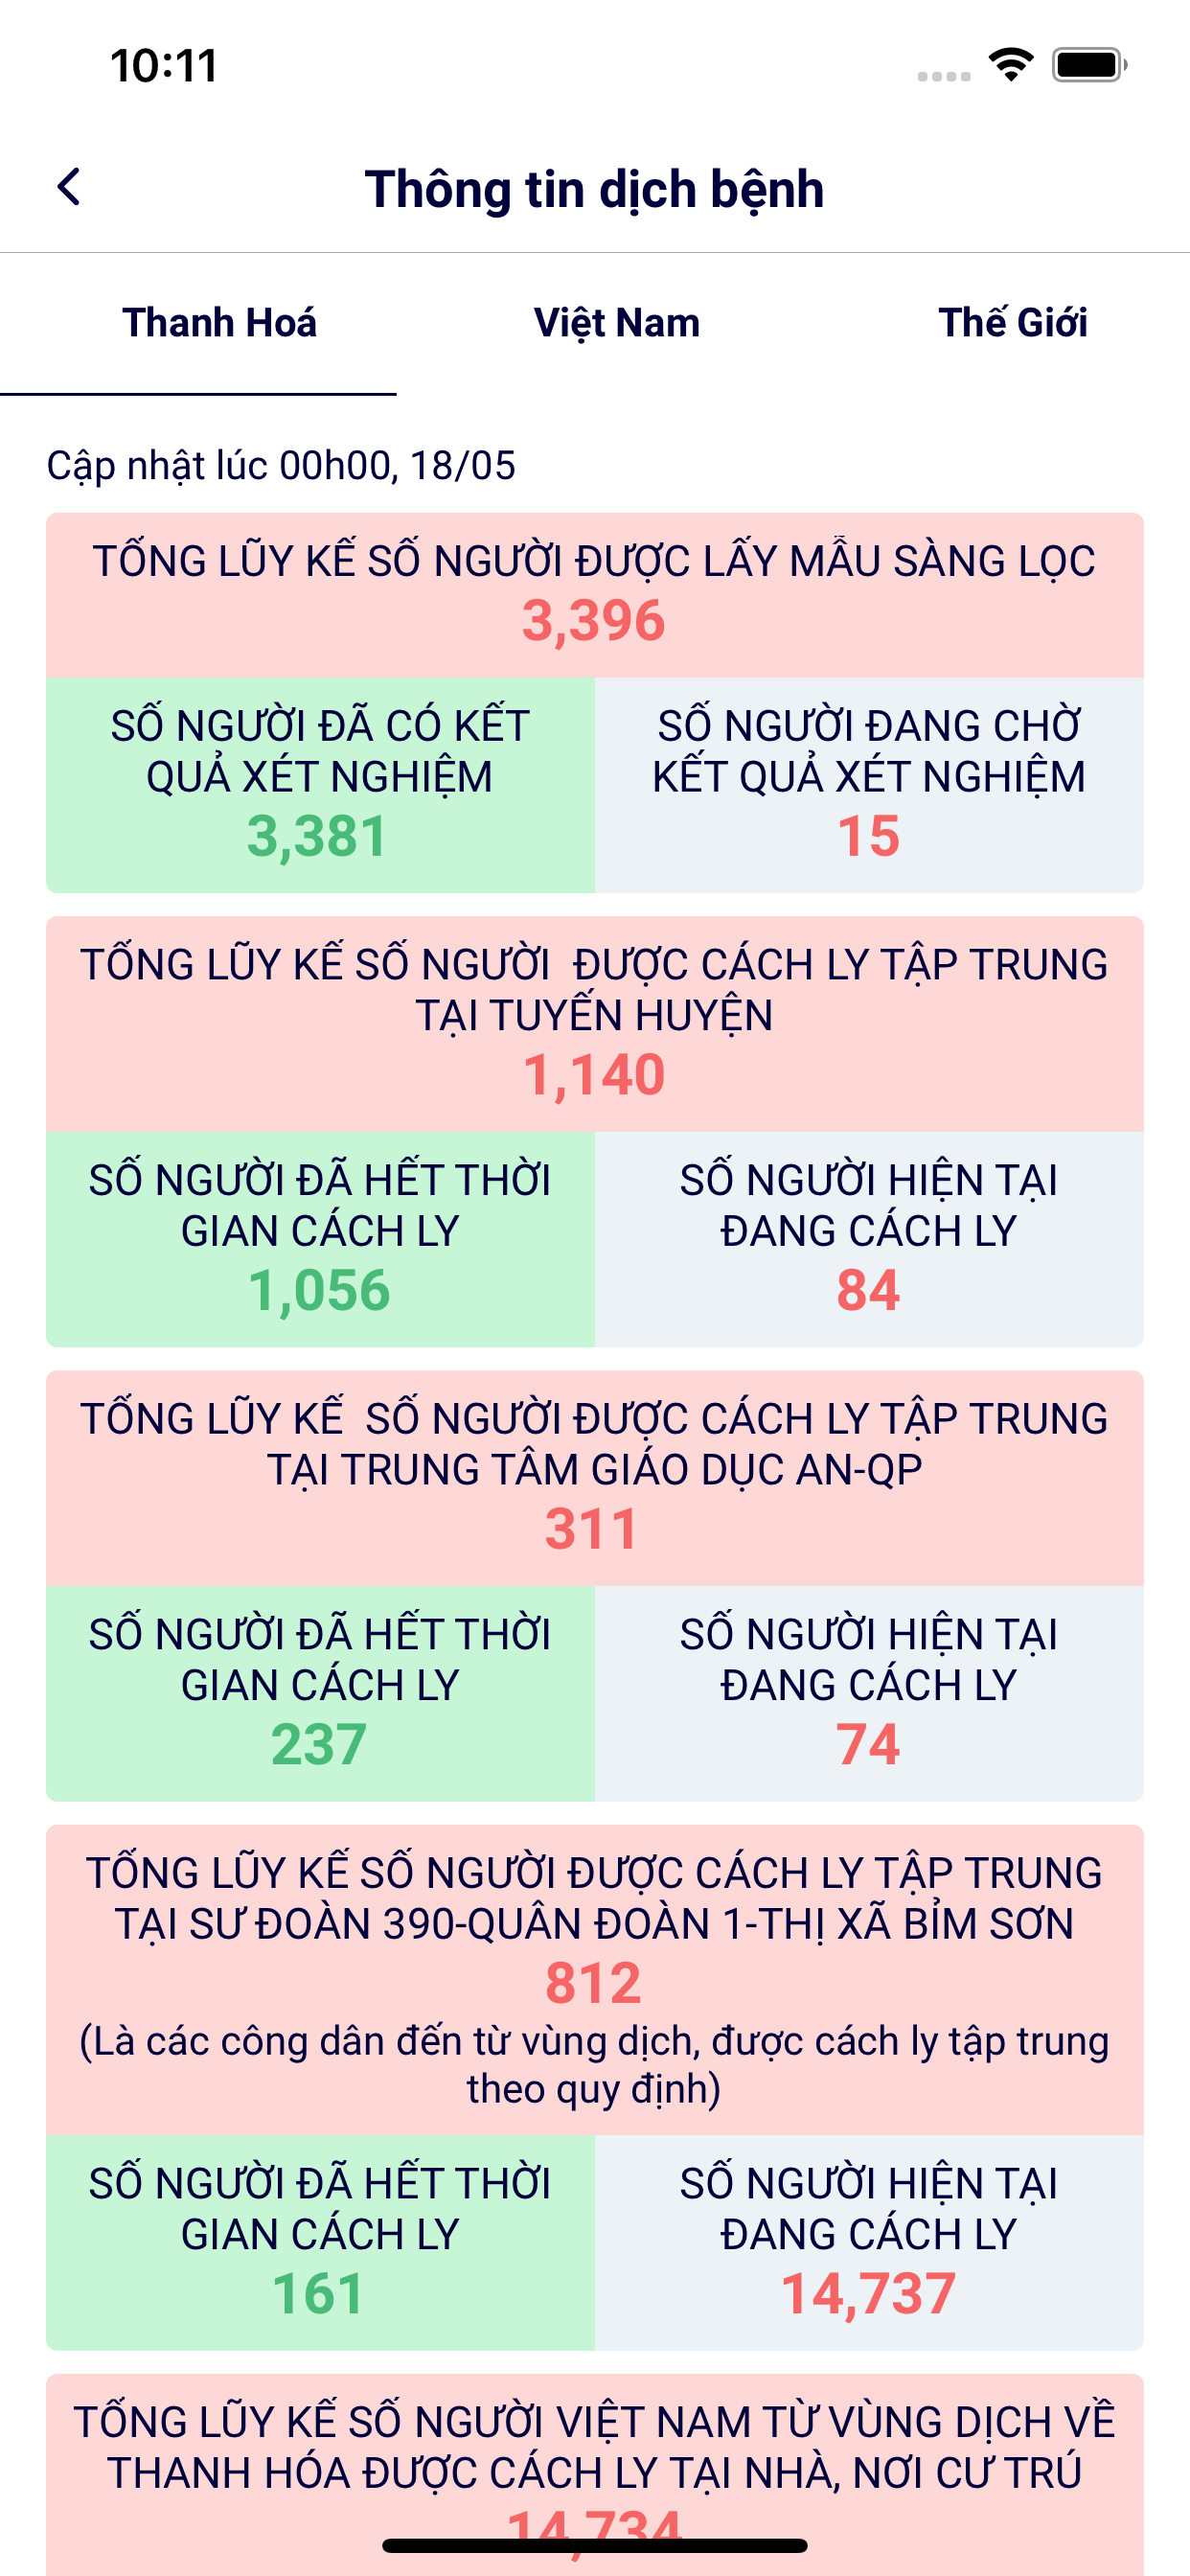 10:11
Thông tin dịch bệnh
Thanh Hoá
Việt Nam
Thế Giới
Cập nhật lúc 00h00, 18/05
TỔNG LŨY KẾ SỐ NGƯỜI ĐƯỢC LẤY MẪU SÀNG LỌC
3,396
SỐ NGƯỜI ĐÃ CÓ KẾT
QUẢ XÉT NGHIỆM
3,381
SỐ NGƯỜI ĐANG CHỜ
KẾT QUẢ XÉT NGHIỆM
15
TỔNG LŨY KẾ SỐ NGƯỜI ĐƯỢC CÁCH LY TẬP TRUNG
TẠI TUYẾN HUYỆN
1,140
SỐ NGƯỜI ĐÃ HẾT THỜI
GIAN CÁCH LY
1,056
SỐ NGƯỜI HIỆN TẠI
ĐANG CÁCH LY
84
TỔNG LŨY KẾ SỐ NGƯỜI ĐƯỢC CÁCH LY TẬP TRUNG
TẠI TRUNG TÂM GIÁO DỤC AN-QP
311
SỐ NGƯỜI ĐÃ HẾT THỜI
GIAN CÁCH LY
237
SỐ NGƯỜI HIỆN TẠI
ĐANG CÁCH LY
74
TỔNG LŨY KẾ SỐ NGƯỜI ĐƯỢC CÁCH LY TẬP TRUNG
TẠI SƯ ĐOÀN 390-QUÂN ĐOÀN 1-THỊ XÃ BỈM SƠN
812
(Là các công dân đến từ vùng dịch, được cách ly tập trung
theo quy định)
SỐ NGƯỜI ĐÃ HẾT THỜI
GIAN CÁCH LY
161
SỐ NGƯỜI HIỆN TẠI
ĐANG CÁCH LY
14,737
TỔNG LŨY KẾ SỐ NGƯỜI VIỆT NAM TỪ VÙNG DỊCH VỀ
THANH HÓA ĐƯỢC CÁCH LY TẠI NHÀ, NƠI CƯ TRÚ
14,734